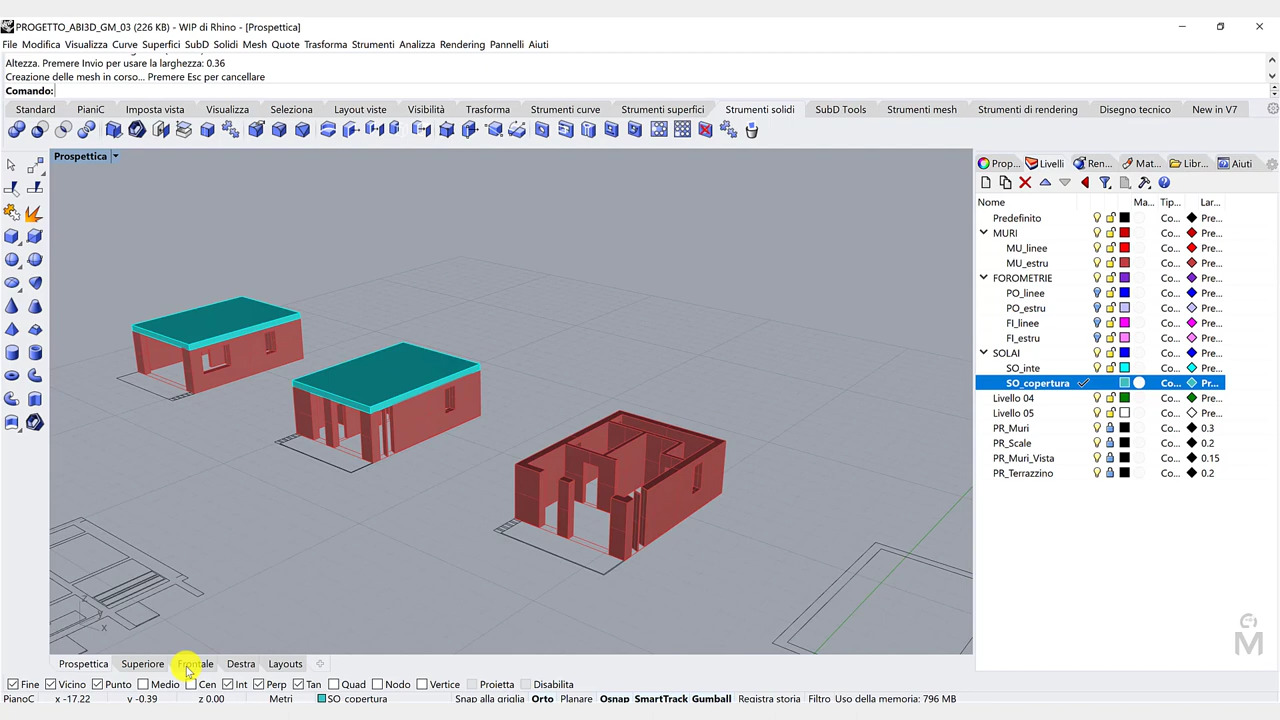 PROGETTO_ABI3D_GM_03 (226 KB) - WIP di Rhino - [Prospettica]
File Modifica Visualizza Curve Superfici SubD Solidi Mesh Quote Trasforma Strumenti Analizza Rendering Pannelli Aiuti
Altezza. Premere Invio per usare la larghezza: 0.36
Creazione delle mesh in corso... Premere Esc per cancellare
Comando:
Standard PianiC Imposta vista Visualizza Seleziona Layout viste Visibilità Trasforma Strumenti curve Strumenti superfici Strumenti solidi SubD Tools Strumenti mesh Strumenti di rendering Disegno tecnico New in V7
Prospettica
Prop... Livelli Ren... Mat... Libr... Aiuti
Nome Ma... Tip... Lar...
Predefinito Co... Pre...
MURI Co... Pre...
MU_linee Co... Pre...
MU_estru Co... Pre...
FOROMETRIE Co... Pre...
PO_linee Co... Pre...
PO_estru Co... Pre...
FI_linee Co... Pre...
FI_estru Co... Pre...
SOLAI Co... Pre...
SO_inte Co... Pre...
SO_copertura Co... Pr...
Livello 04 Co... Pre...
Livello 05 Co... Pre...
PR_Muri Co... 0.3
PR_Scale Co... 0.2
PR_Muri_Vista Co... 0.15
PR_Terrazzino Co... 0.2
x
M
Prospettica Superiore Frontale Destra Layouts
Fine Vicino Punto Medio Cen Int Perp Tan Quad Nodo Vertice Proietta Disabilita
PianoC x -17.22 y -0.39 z 0.00 Metri SO_copertura Snap alla griglia Orto Planare Osnap SmartTrack Gumball Registra storia Filtro Uso della memoria: 796 MB